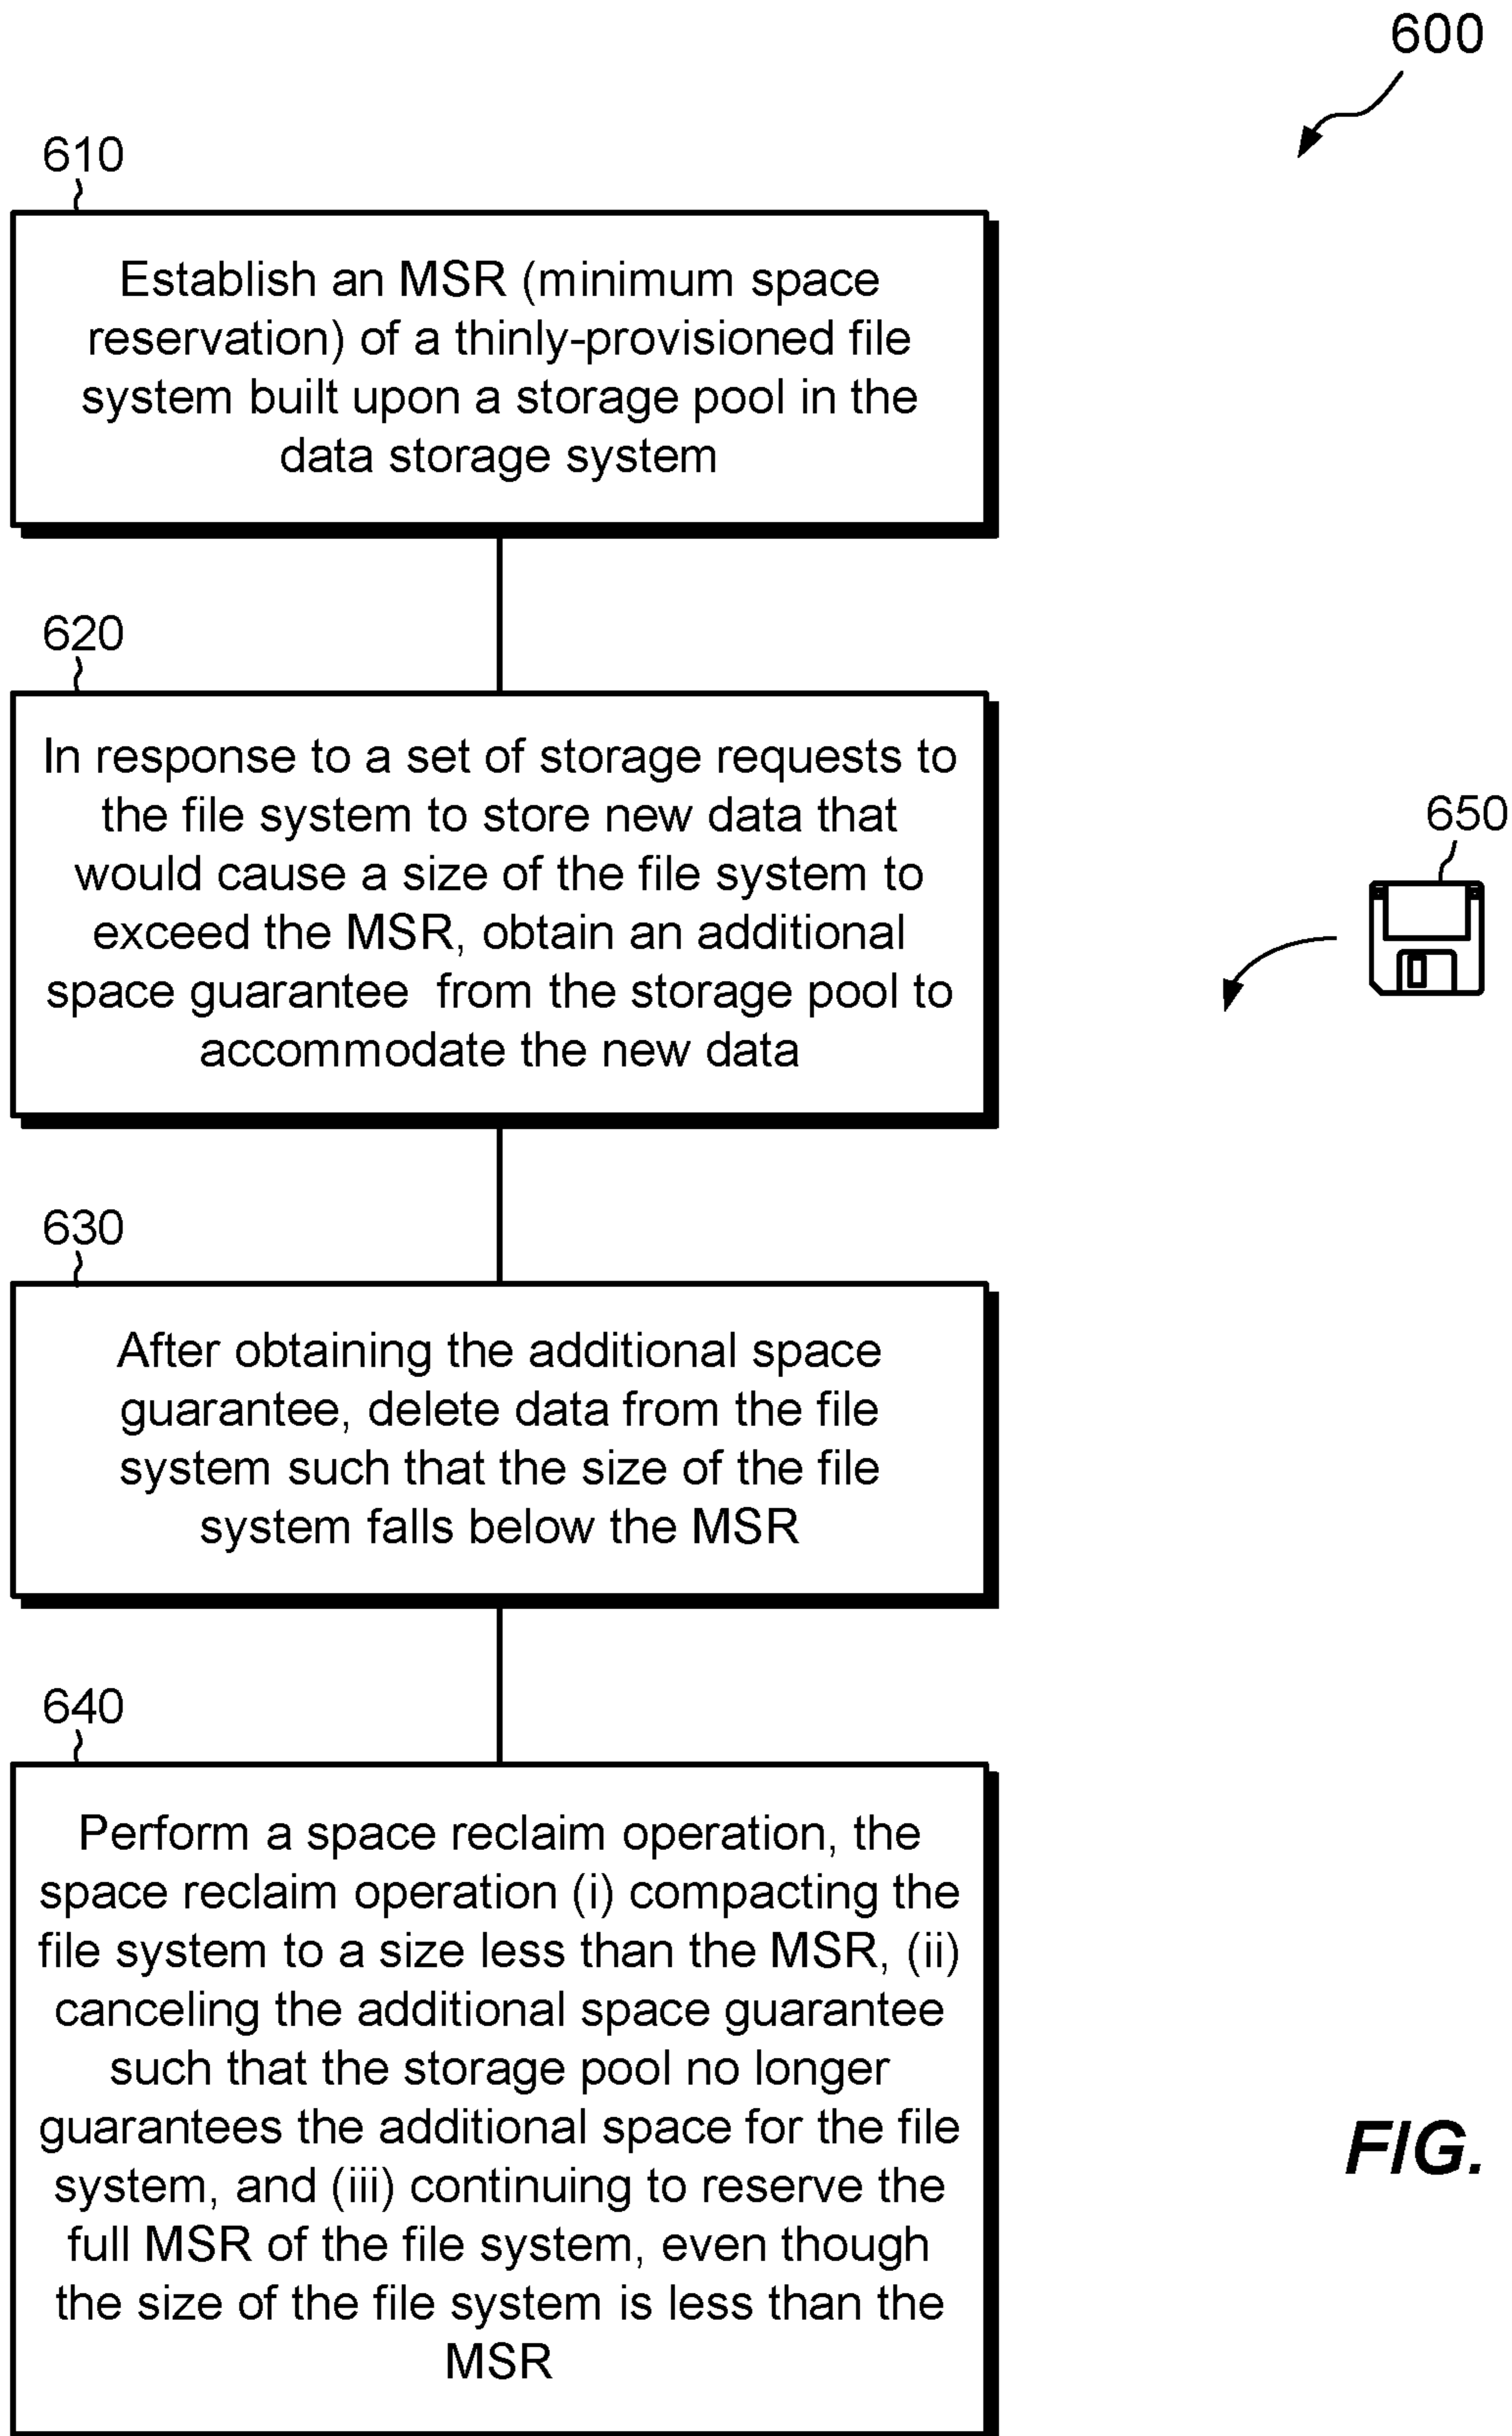 600
610
Establish an MSR (minimum space
reservation) of a thinly-provisioned file
system built upon a storage pool in the
data storage system
620
In response to a set of storage requests to
the file system to store new data that
would cause a size of the file system to
exceed the MSR, obtain an additional
space guarantee from the storage pool to
accommodate the new data
650
630
After obtaining the additional space
guarantee, delete data from the file
system such that the size of the file
system falls below the MSR
640
Perform a space reclaim operation, the
space reclaim operation (i) compacting the
file system to a size less than the MSR, (ii)
canceling the additional space guarantee
such that the storage pool no longer
guarantees the additional space for the file
system, and (iii) continuing to reserve the
full MSR of the file system, even though
the size of the file system is less than the
MSR
FIG.